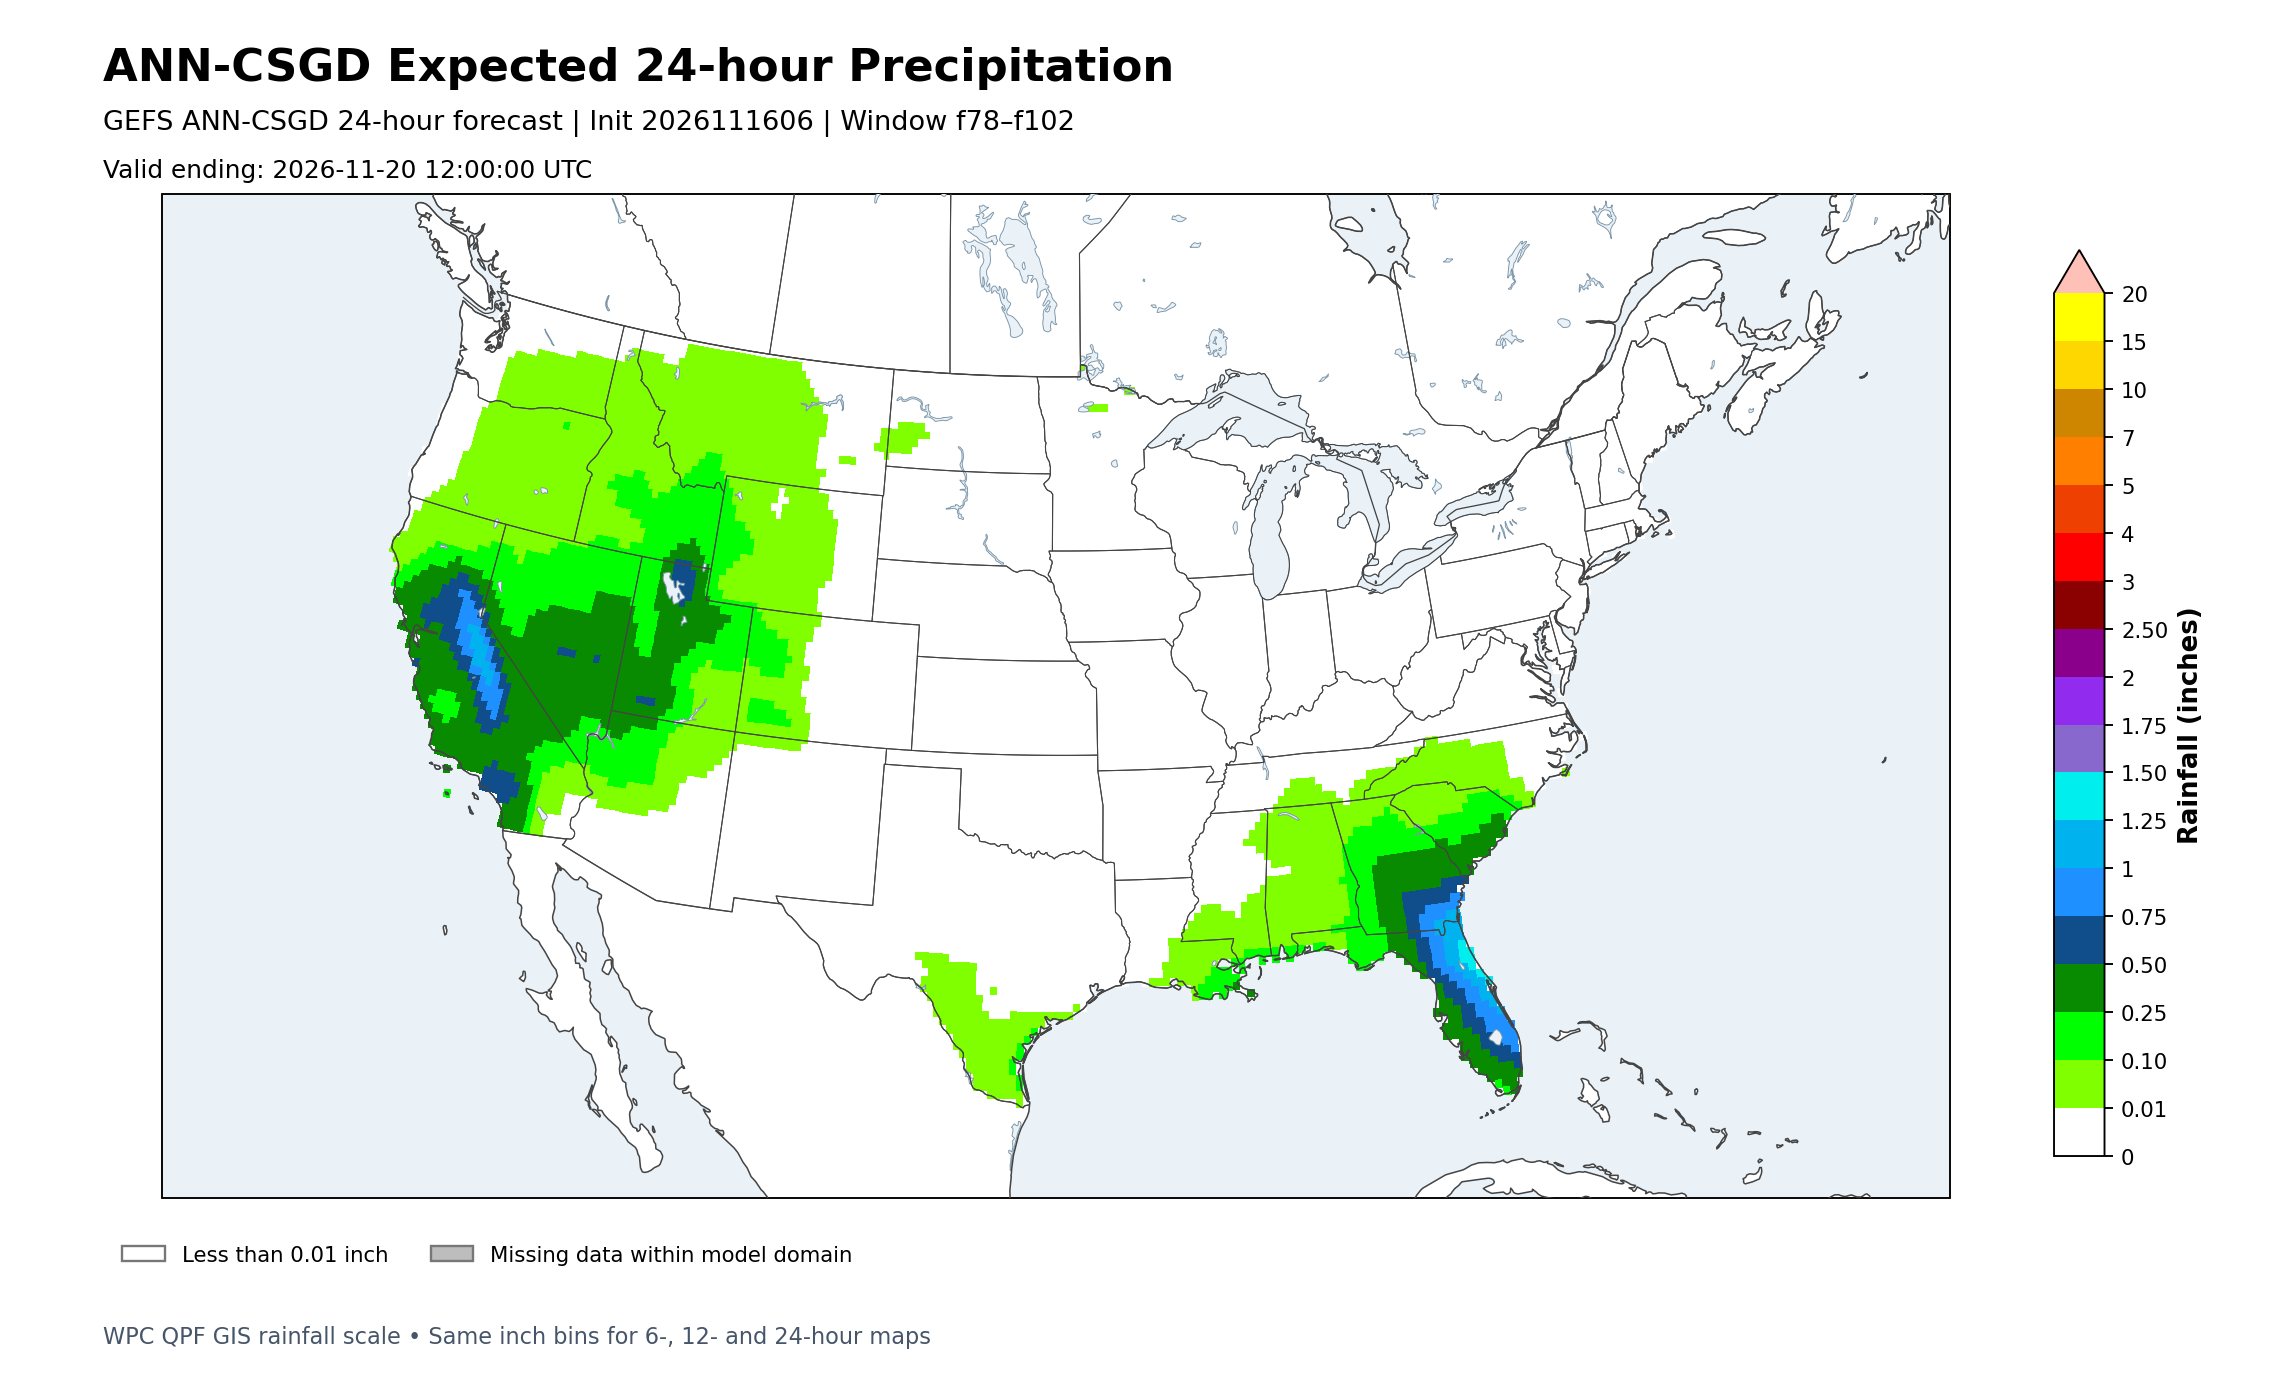 ANN-CSGD Expected 24-hour Precipitation
GEFS ANN-CSGD 24-hour forecast | Init 2026111606 | Window f78–f102
Valid ending: 2026-11-20 12:00:00 UTC
20
15
10
7
5
4
3
2.50
2
1.75
1.50
1.25
1
0.75
0.50
0.25
0.10
0.01
0
Rainfall (inches)
Less than 0.01 inch
Missing data within model domain
WPC QPF GIS rainfall scale • Same inch bins for 6-, 12- and 24-hour maps